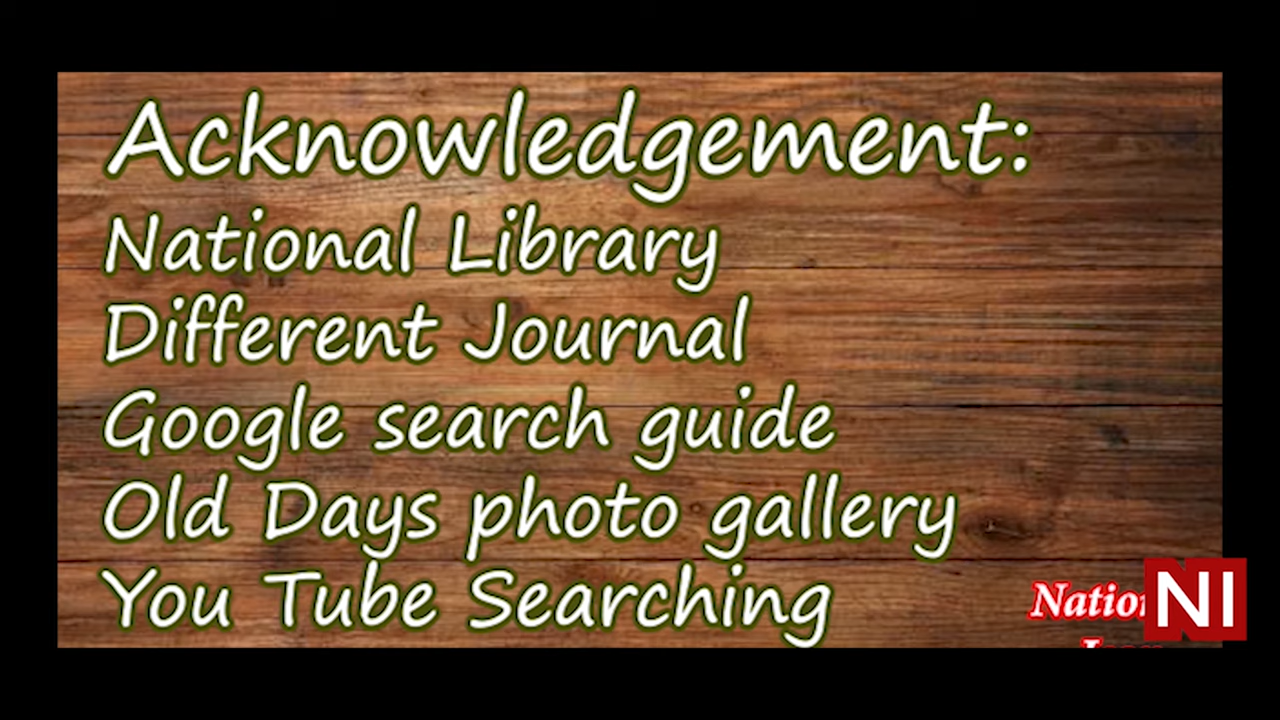 Acknowledgement:
National Library
Different Journal
Google search guide
Old Days photo gallery
You Tube Searching
NI